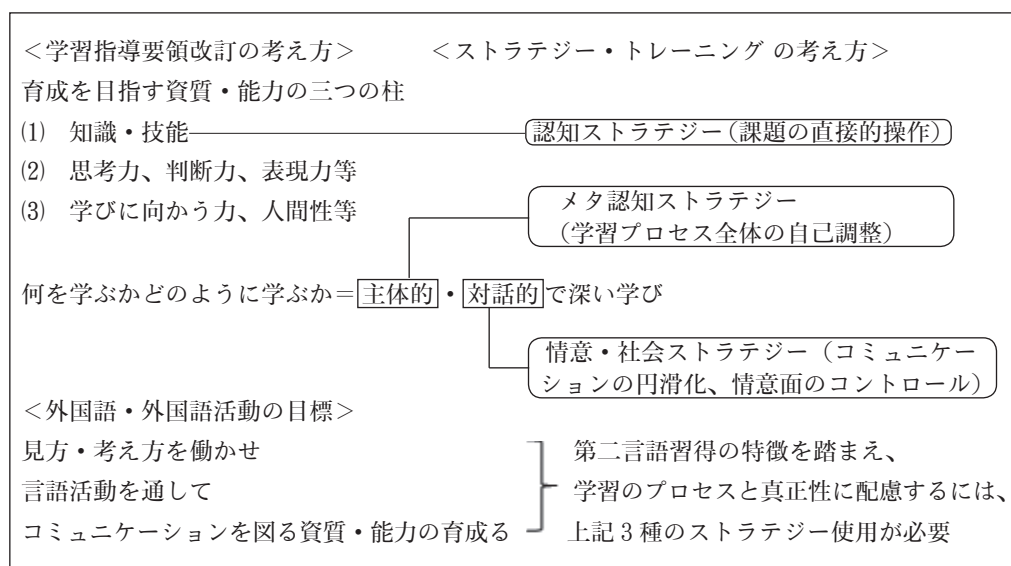 ＜学習指導要領改訂の考え方＞　＜ストラテジー・トレーニング の考え方＞
育成を目指す資質・能力の三つの柱
⑴　知識・技能　認知ストラテジー（課題の直接的操作）
⑵　思考力、判断力、表現力等
⑶　学びに向かう力、人間性等
メタ認知ストラテジー
（学習プロセス全体の自己調整）
何を学ぶかどのように学ぶか＝主体的・対話的で深い学び
情意・社会ストラテジー（コミュニケー
ションの円滑化、情意面のコントロール）
＜外国語・外国語活動の目標＞
見方・考え方を働かせ　第二言語習得の特徴を踏まえ、
言語活動を通して　学習のプロセスと真正性に配慮するには、
コミュニケーションを図る資質・能力の育成る　上記３種のストラテジー使用が必要